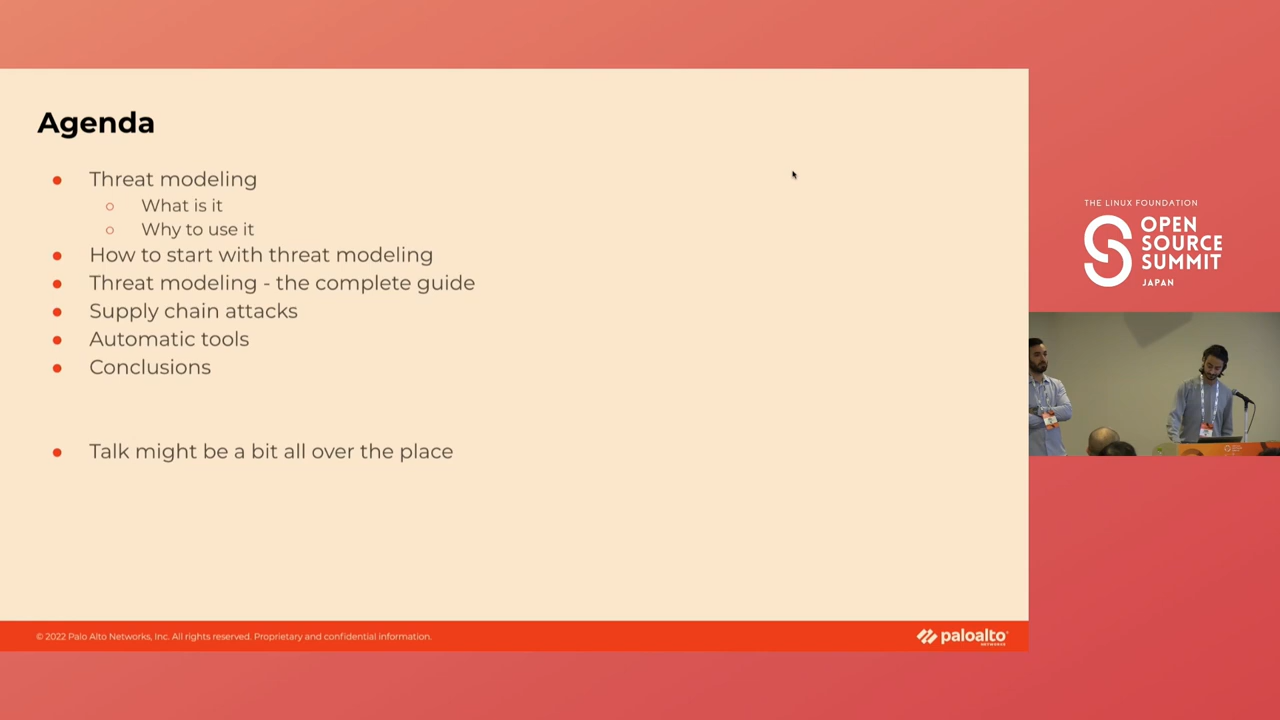 Agenda
Threat modeling
What is it
Why to use it
How to start with threat modeling
Threat modeling - the complete guide
Supply chain attacks
Automatic tools
Conclusions
Talk might be a bit all over the place
© 2022 Palo Alto Networks, Inc. All rights reserved. Proprietary and confidential information.
paloalto
NETWORKS
THE LINUX FOUNDATION
OPEN
SOURCE
SUMMIT
JAPAN